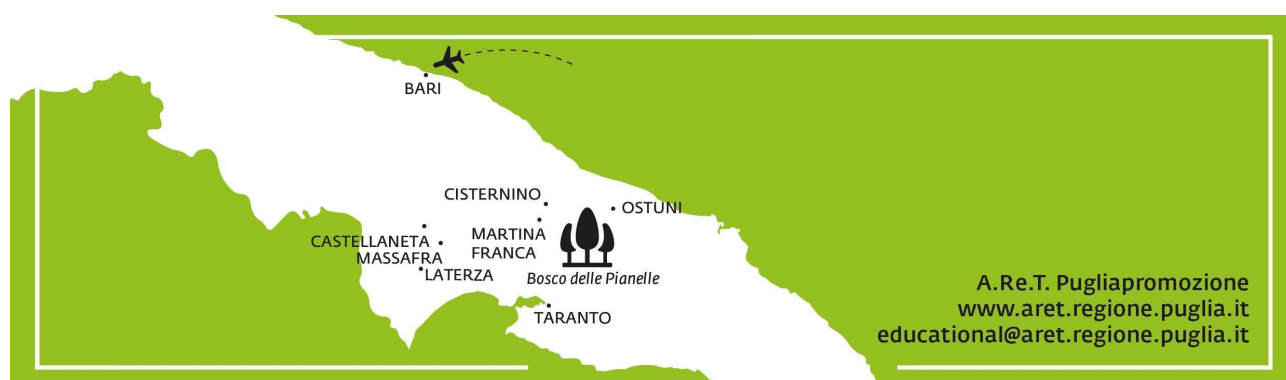 BARI
CISTERNINO
OSTUNI
CASTELLANETA
MARTINA
FRANCA
MASSAFRA
LATERZA
Bosco delle Pianelle
TARANTO
A.Re.T. Pugliapromozione
www.aret.regione.puglia.it
educational@aret.regione.puglia.it